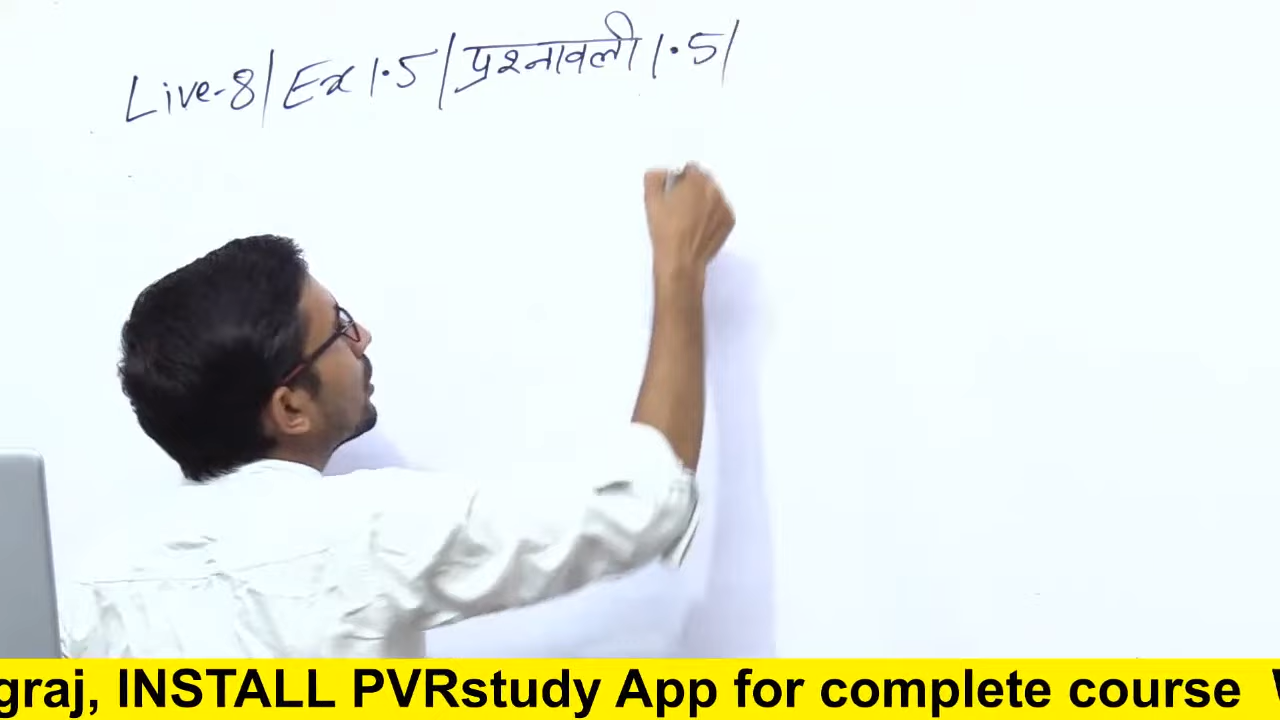 Live-8| Ex 1.5 | प्रश्नावली 1.5 |
graj, INSTALL PVRstudy App for complete course W